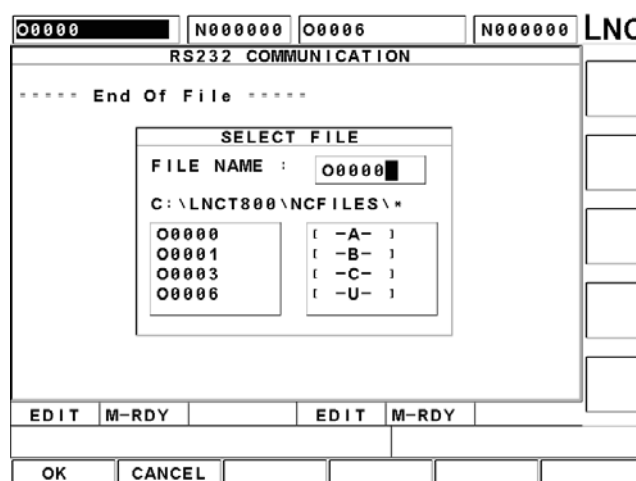 O0000 N000000 O0006 N000000 LNC
RS232 COMMUNICATION
----- End Of File -----
SELECT FILE
FILE NAME : O0000
C:\LNCT800\NCFILES\*
O0000 [ -A- ]
O0001 [ -B- ]
O0003 [ -C- ]
O0006 [ -U- ]
EDIT M-RDY EDIT M-RDY
OK CANCEL